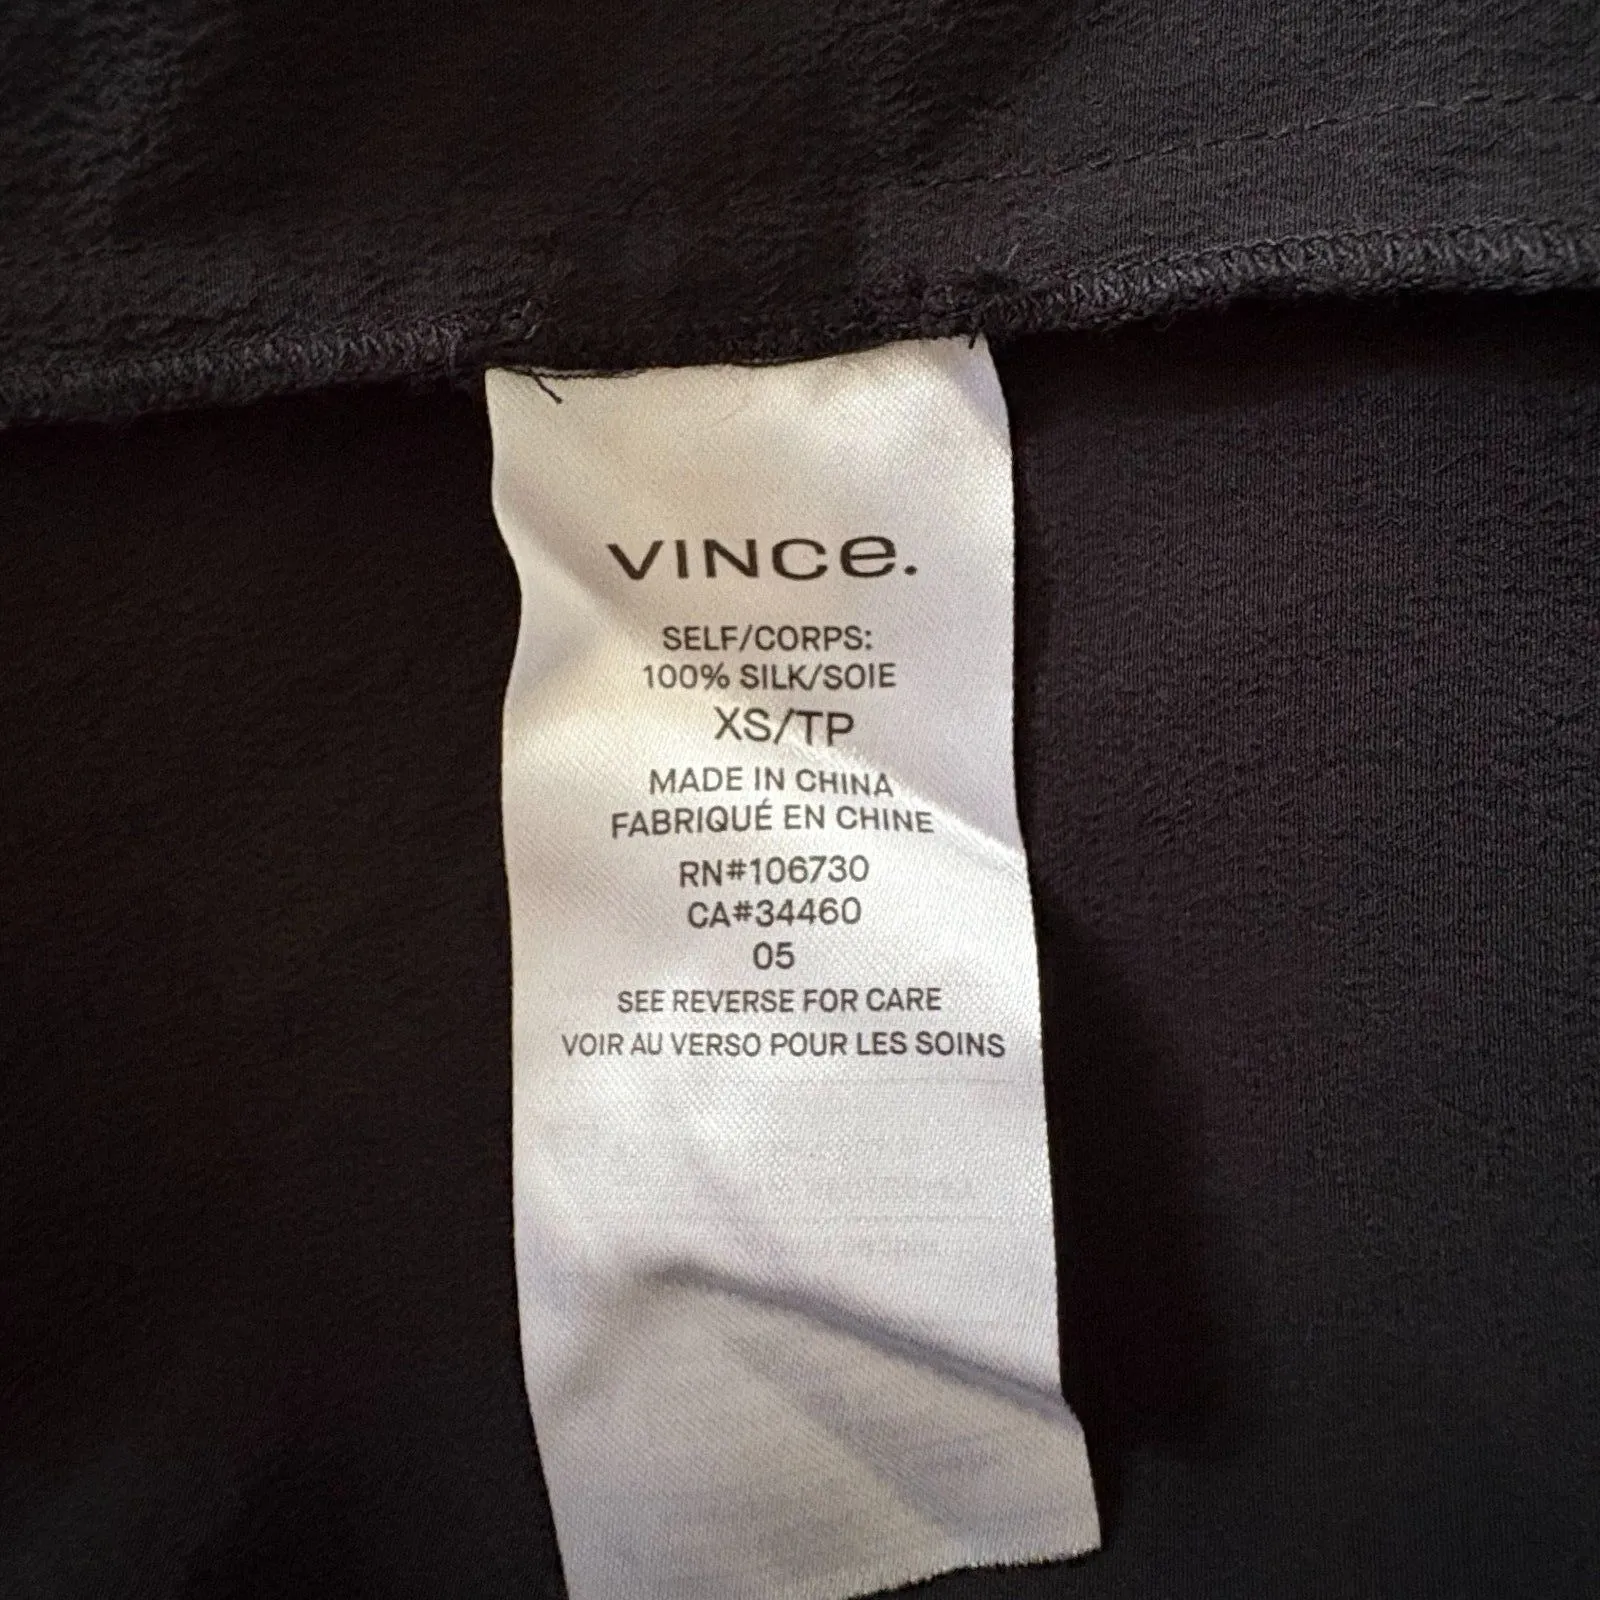 VINCe.
SELF/CORPS:
100% SILK/SOIE
XS/TP
MADE IN CHINA
FABRIQUÉ EN CHINE
RN#106730
CA#34460
05
SEE REVERSE FOR CARE
VOIR AU VERSO POUR LES SOINS